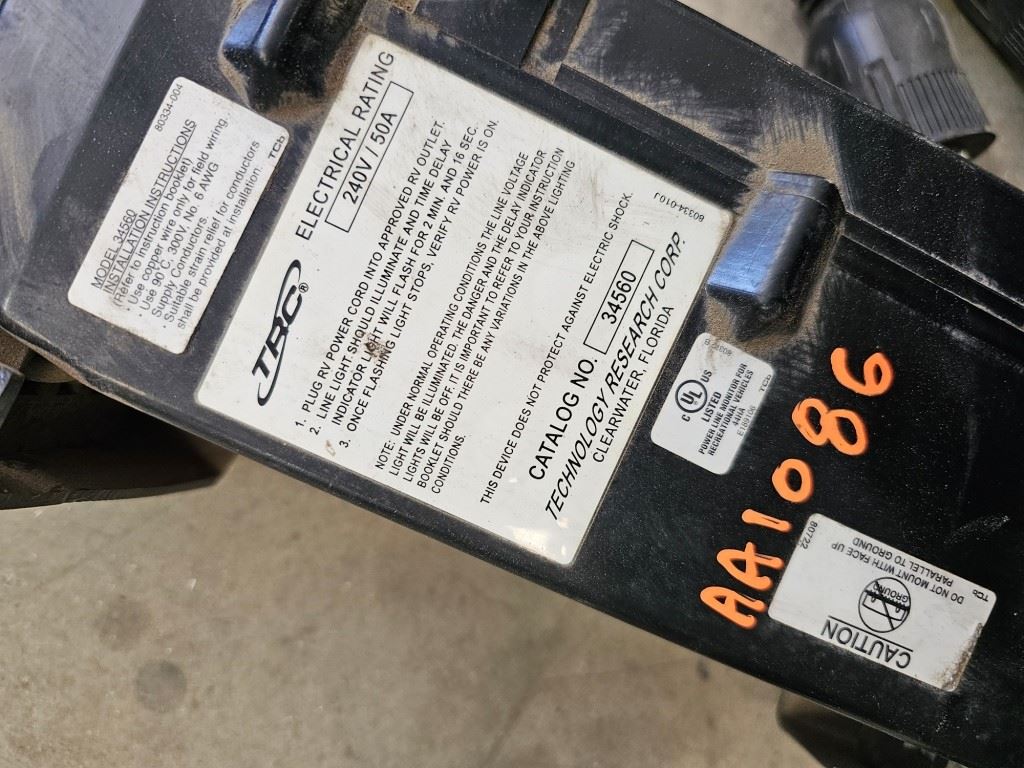 80334-004
MODEL 34560
INSTALLATION INSTRUCTIONS
(Refer to instruction booklet)
· Use copper wire only for field wiring.
· Use 90°C, 300V, No. 6 AWG
Supply Conductors.
· Suitable strain relief for conductors
shall be provided at installation.
TCb
TRC®
ELECTRICAL RATING
240V / 50A
1. PLUG RV POWER CORD INTO APPROVED RV OUTLET.
2. LINE LIGHT SHOULD ILLUMINATE AND TIME DELAY
INDICATOR LIGHT WILL FLASH FOR 2 MIN. AND 16 SEC.
3. ONCE FLASHING LIGHT STOPS, VERIFY RV POWER IS ON.
NOTE: UNDER NORMAL OPERATING CONDITIONS THE LINE VOLTAGE
LIGHT WILL BE ILLUMINATED, THE DANGER AND THE DELAY INDICATOR
LIGHTS WILL BE OFF. IT IS IMPORTANT TO REFER TO YOUR INSTRUCTION
BOOKLET SHOULD THERE BE ANY VARIATIONS IN THE ABOVE LIGHTING
CONDITIONS.
THIS DEVICE DOES NOT PROTECT AGAINST ELECTRIC SHOCK.
80334-010J
CATALOG NO. 34560
TECHNOLOGY RESEARCH CORP.
CLEARWATER, FLORIDA
c UL US
LISTED
POWER LINE MONITOR FOR
RECREATIONAL VEHICLES
TCb
AA1086
CAUTION
GROUND
DO NOT MOUNT WITH FACE UP
PARALLEL TO GROUND
80722
TCb